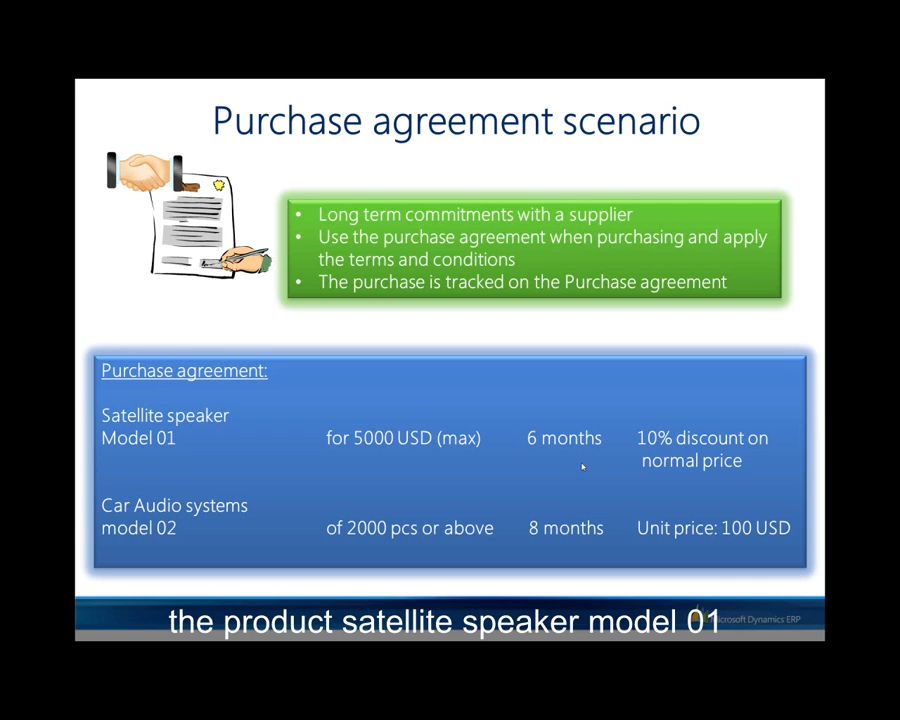 Purchase agreement scenario
• Long term commitments with a supplier
• Use the purchase agreement when purchasing and apply
the terms and conditions
• The purchase is tracked on the Purchase agreement
Purchase agreement:
Satellite speaker
Model 01 for 5000 USD (max) 6 months 10% discount on
normal price
Car Audio systems
model 02 of 2000 pcs or above 8 months Unit price: 100 USD
the product satellite speaker model 01
Microsoft Dynamics ERP